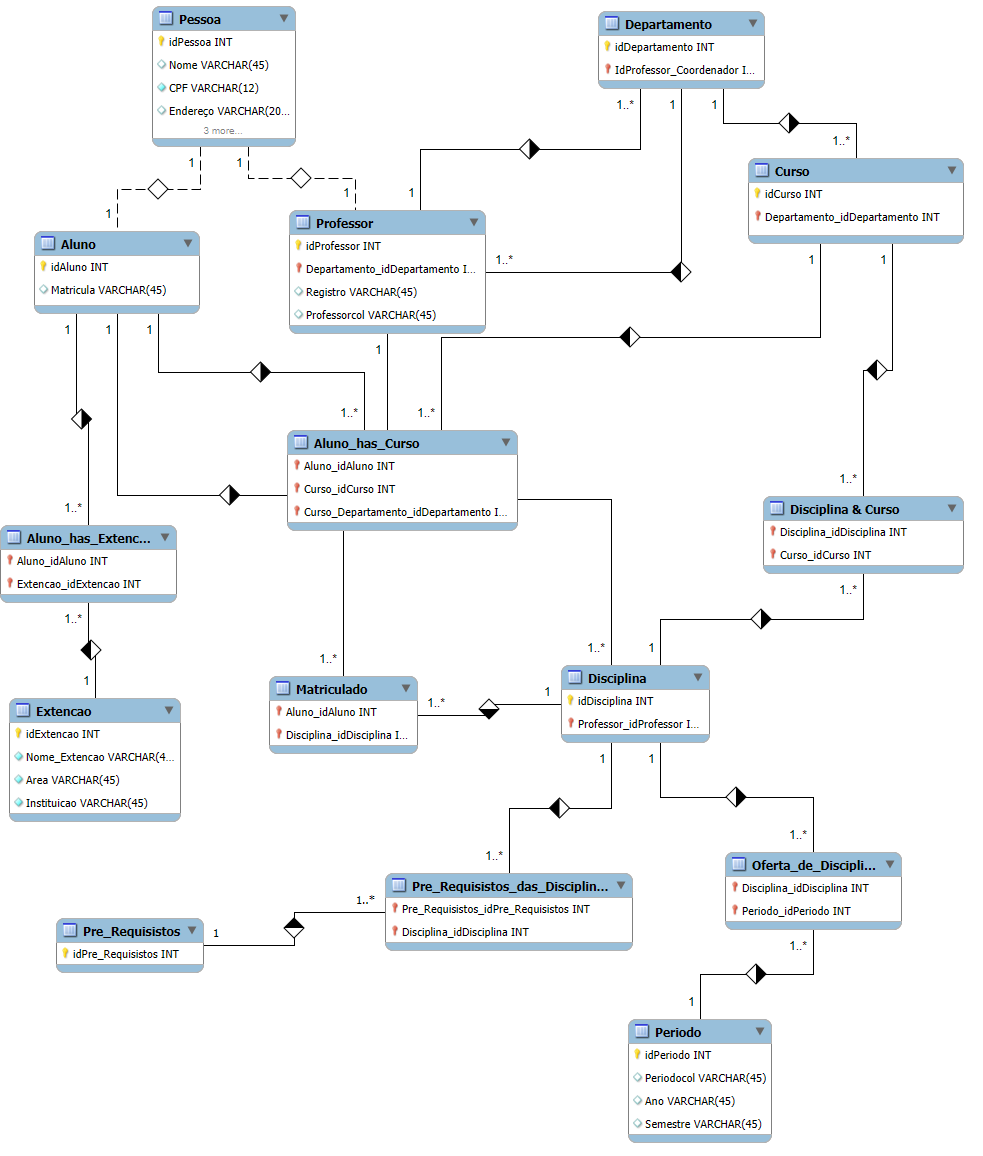 Pessoa
idPessoa INT
Nome VARCHAR(45)
CPF VARCHAR(12)
Endereço VARCHAR(20...
3 more...
Departamento
idDepartamento INT
IdProfessor_Coordenador I...
1
1
1..*
1
1
1..*
Curso
idCurso INT
Departamento_idDepartamento INT
1
1
1
Aluno
idAluno INT
Matricula VARCHAR(45)
Professor
idProfessor INT
Departamento_idDepartamento I...
Registro VARCHAR(45)
Professorcol VARCHAR(45)
1..*
1
1
1
1
1
1
1..*
1..*
Aluno_has_Curso
Aluno_idAluno INT
Curso_idCurso INT
Curso_Departamento_idDepartamento I...
1..*
Disciplina & Curso
Disciplina_idDisciplina INT
Curso_idCurso INT
1..*
1..*
Aluno_has_Extenc...
Aluno_idAluno INT
Extencao_idExtencao INT
1..*
1
Extencao
idExtencao INT
Nome_Extencao VARCHAR(4...
Area VARCHAR(45)
Instituicao VARCHAR(45)
1..*
Matriculado
Aluno_idAluno INT
Disciplina_idDisciplina I...
1..*
1
1..*
1
Disciplina
idDisciplina INT
Professor_idProfessor I...
1
1
1..*
1..*
Pre_Requisistos_das_Disciplin...
Pre_Requisistos_idPre_Requisistos INT
Disciplina_idDisciplina INT
1..*
1
Pre_Requisistos
idPre_Requisistos INT
Oferta_de_Discipli...
Disciplina_idDisciplina INT
Periodo_idPeriodo INT
1..*
1
Periodo
idPeriodo INT
Periodocol VARCHAR(45)
Ano VARCHAR(45)
Semestre VARCHAR(45)